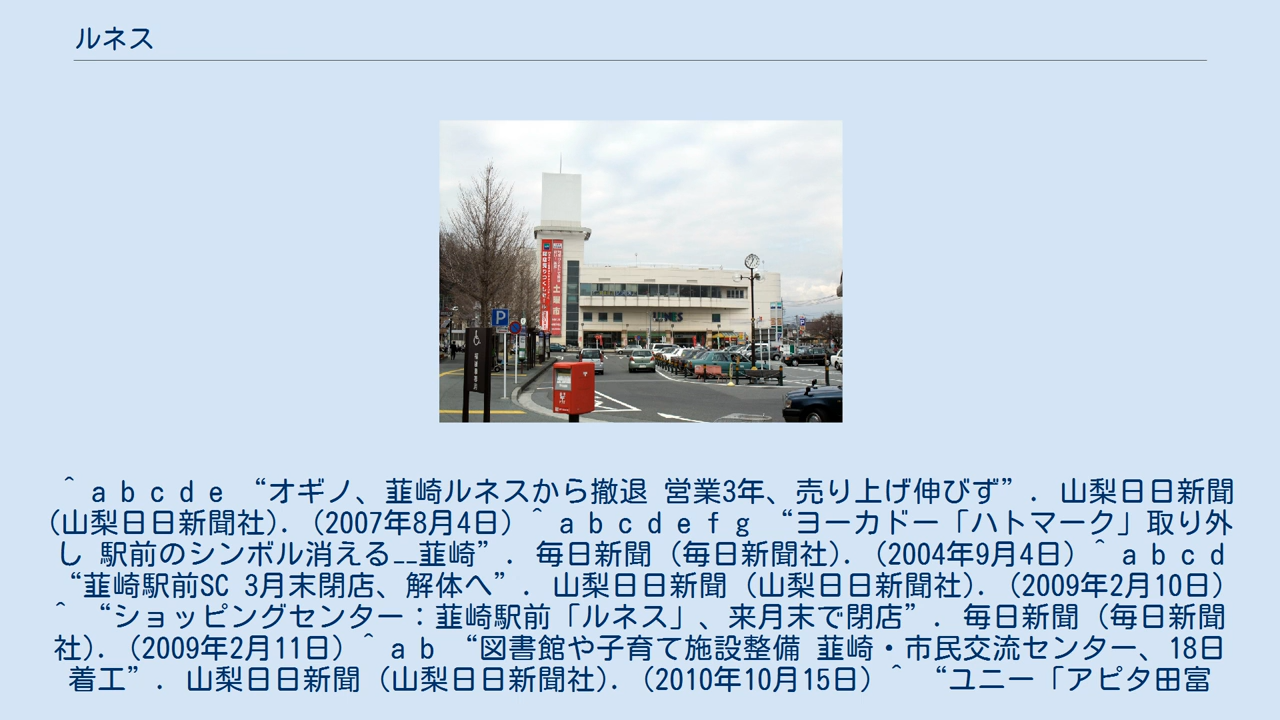 ルネス
P
LUNES
^ a b c d e “オギノ、韮崎ルネスから撤退 営業3年、売り上げ伸びず”. 山梨日日新聞
(山梨日日新聞社). (2007年8月4日) ^ a b c d e f g “ヨーカドー「ハトマーク」取り外
し 駅前のシンボル消える__韮崎”. 毎日新聞 (毎日新聞社). (2004年9月4日) ^ a b c d
“韮崎駅前SC 3月末閉店、解体へ”. 山梨日日新聞 (山梨日日新聞社). (2009年2月10日)
^ “ショッピングセンター：韮崎駅前「ルネス」、来月末で閉店”. 毎日新聞 (毎日新聞
社). (2009年2月11日) ^ a b “図書館や子育て施設整備 韮崎・市民交流センター、18日
着工”. 山梨日日新聞 (山梨日日新聞社). (2010年10月15日) ^ “ユニー「アピタ田富